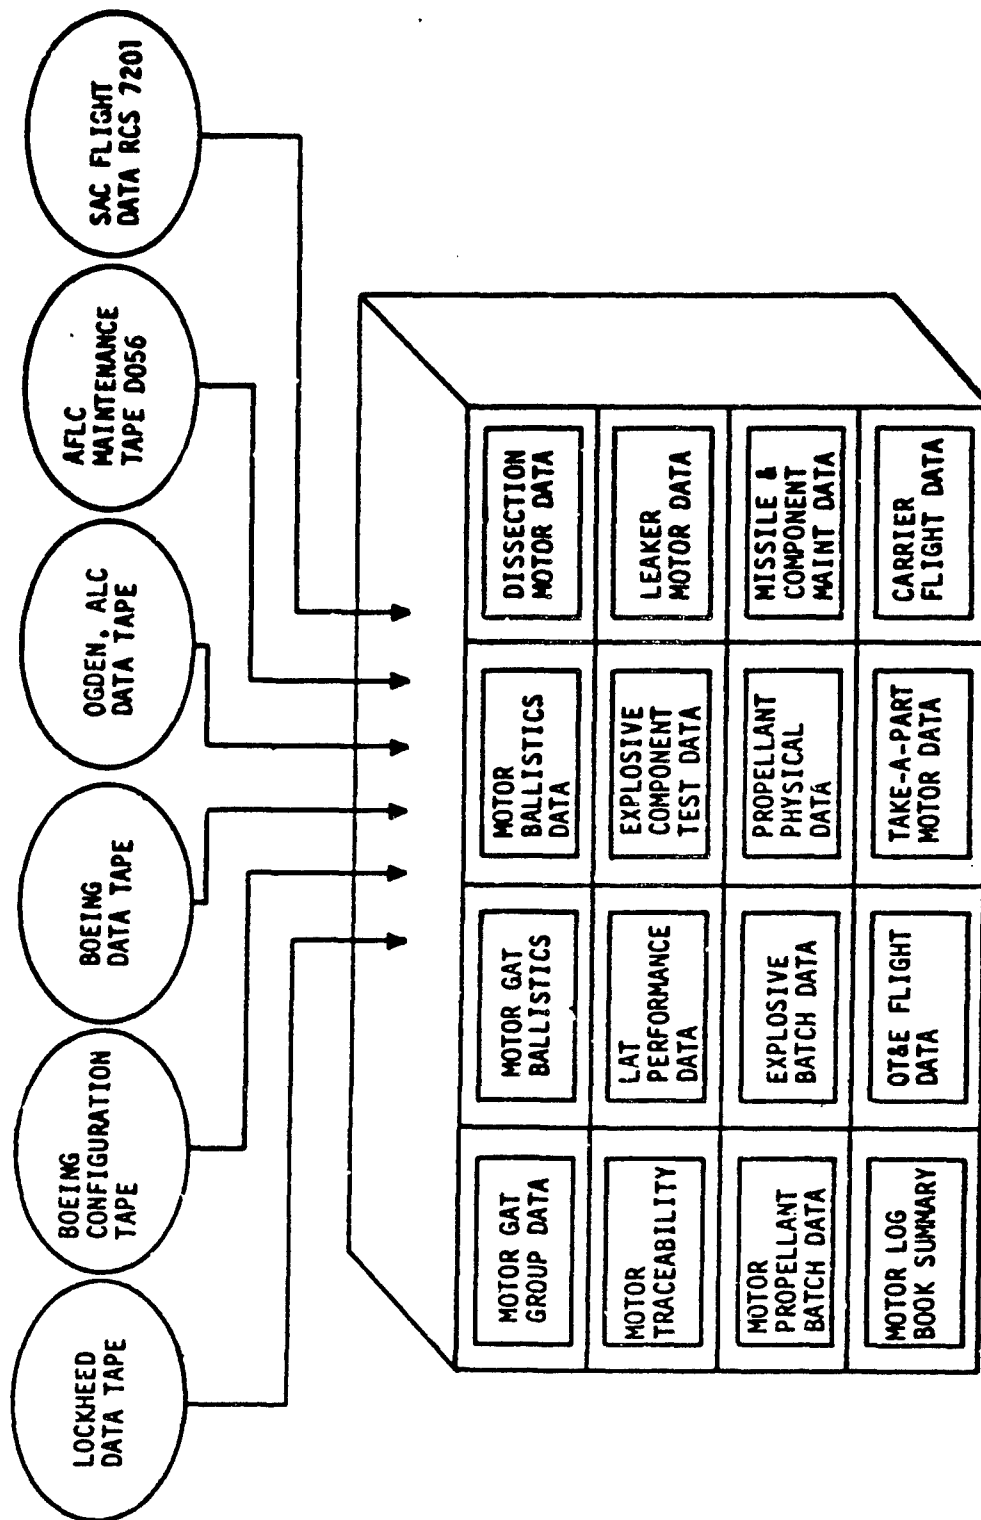 LOCKHEED
DATA TAPE
BOEING
CONFIGURATION
TAPE
BOEING
DATA TAPE
OGDEN, ALC
DATA TAPE
AFLC
MAINTENANCE
TAPE D056
SAC FLIGHT
DATA RCS 7201
MOTOR GAT
GROUP DATA
MOTOR GAT
BALLISTICS
MOTOR
BALLISTICS
DATA
DISSECTION
MOTOR DATA
MOTOR
TRACEABILITY
LAT
PERFORMANCE
DATA
EXPLOSIVE
COMPONENT
TEST DATA
LEAKER
MOTOR DATA
MOTOR
PROPELLANT
BATCH DATA
EXPLOSIVE
BATCH DATA
PROPELLANT
PHYSICAL
DATA
MISSILE &
COMPONENT
MAINT DATA
MOTOR LOG
BOOK SUMMARY
OT&E FLIGHT
DATA
TAKE-A-PART
MOTOR DATA
CARRIER
FLIGHT DATA